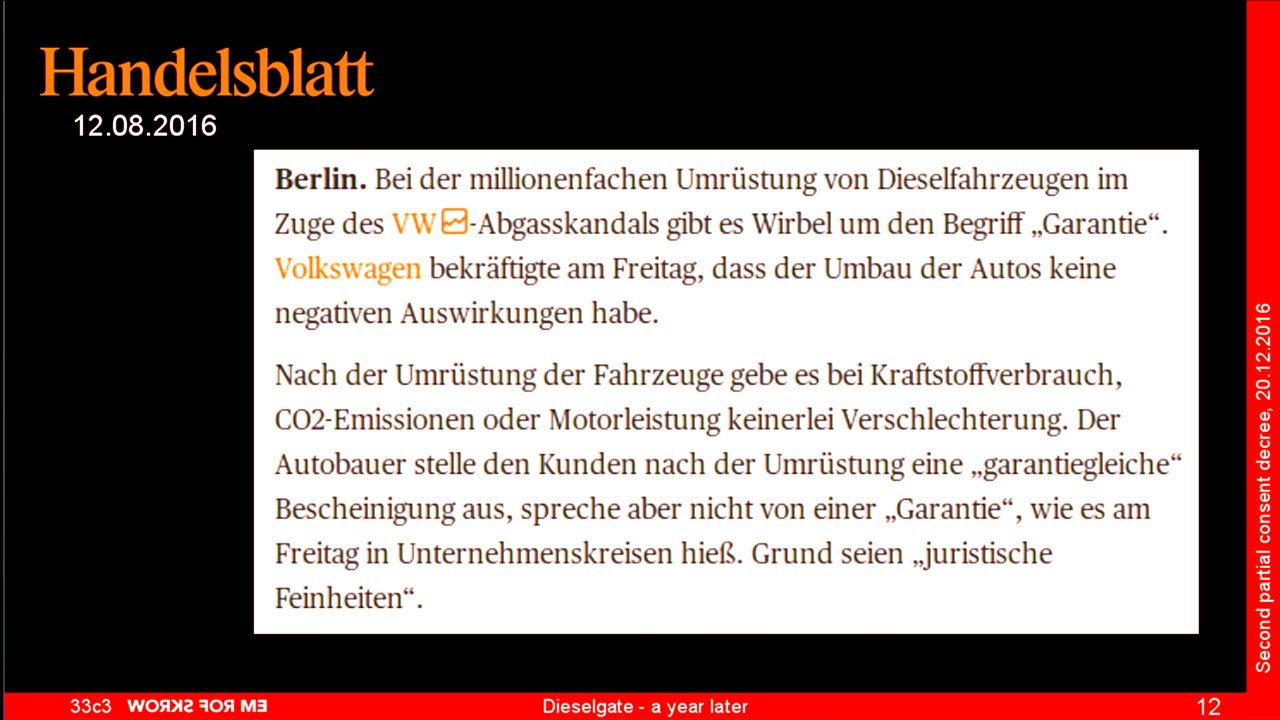 Handelsblatt
12.08.2016
Berlin. Bei der millionenfachen Umrüstung von Dieselfahrzeugen im
Zuge des VW-Abgasskandals gibt es Wirbel um den Begriff „Garantie“.
Volkswagen bekräftigte am Freitag, dass der Umbau der Autos keine
negativen Auswirkungen habe.
Nach der Umrüstung der Fahrzeuge gebe es bei Kraftstoffverbrauch,
CO2-Emissionen oder Motorleistung keinerlei Verschlechterung. Der
Autobauer stelle den Kunden nach der Umrüstung eine „garantiegleiche“
Bescheinigung aus, spreche aber nicht von einer „Garantie“, wie es am
Freitag in Unternehmenskreisen hieß. Grund seien „juristische
Feinheiten“.
Second partial consent decree, 20.12.2016
33c3 WORKS FOR ME
Dieselgate - a year later
12